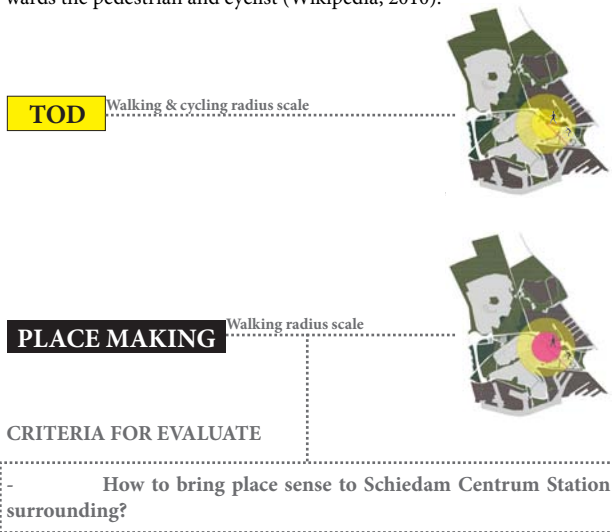 wards the pedestrian and cyclist (Wikipedia, 2010).
TOD
Walking & cycling radius scale
PLACE MAKING
Walking radius scale
CRITERIA FOR EVALUATE
- How to bring place sense to Schiedam Centrum Station
surrounding?